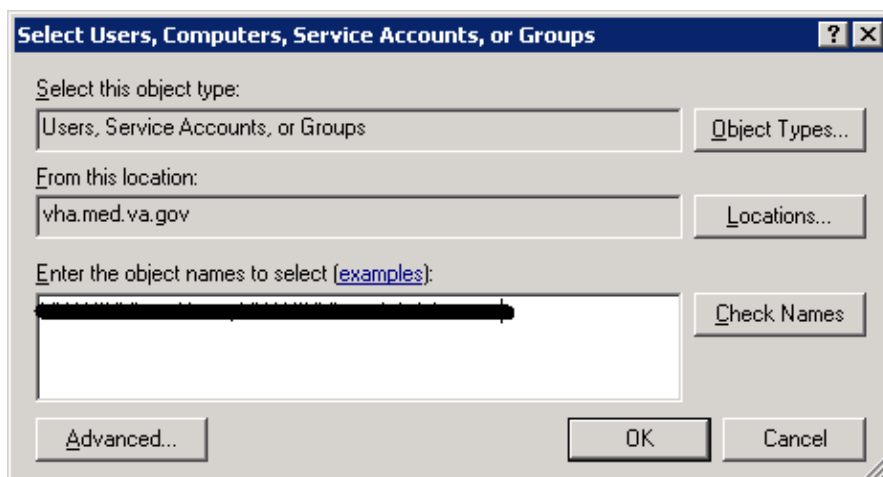 Select Users, Computers, Service Accounts, or Groups
Select this object type:
Users, Service Accounts, or Groups
Object Types...
From this location:
vha.med.va.gov
Locations...
Enter the object names to select (examples):
Check Names
Advanced...
OK
Cancel